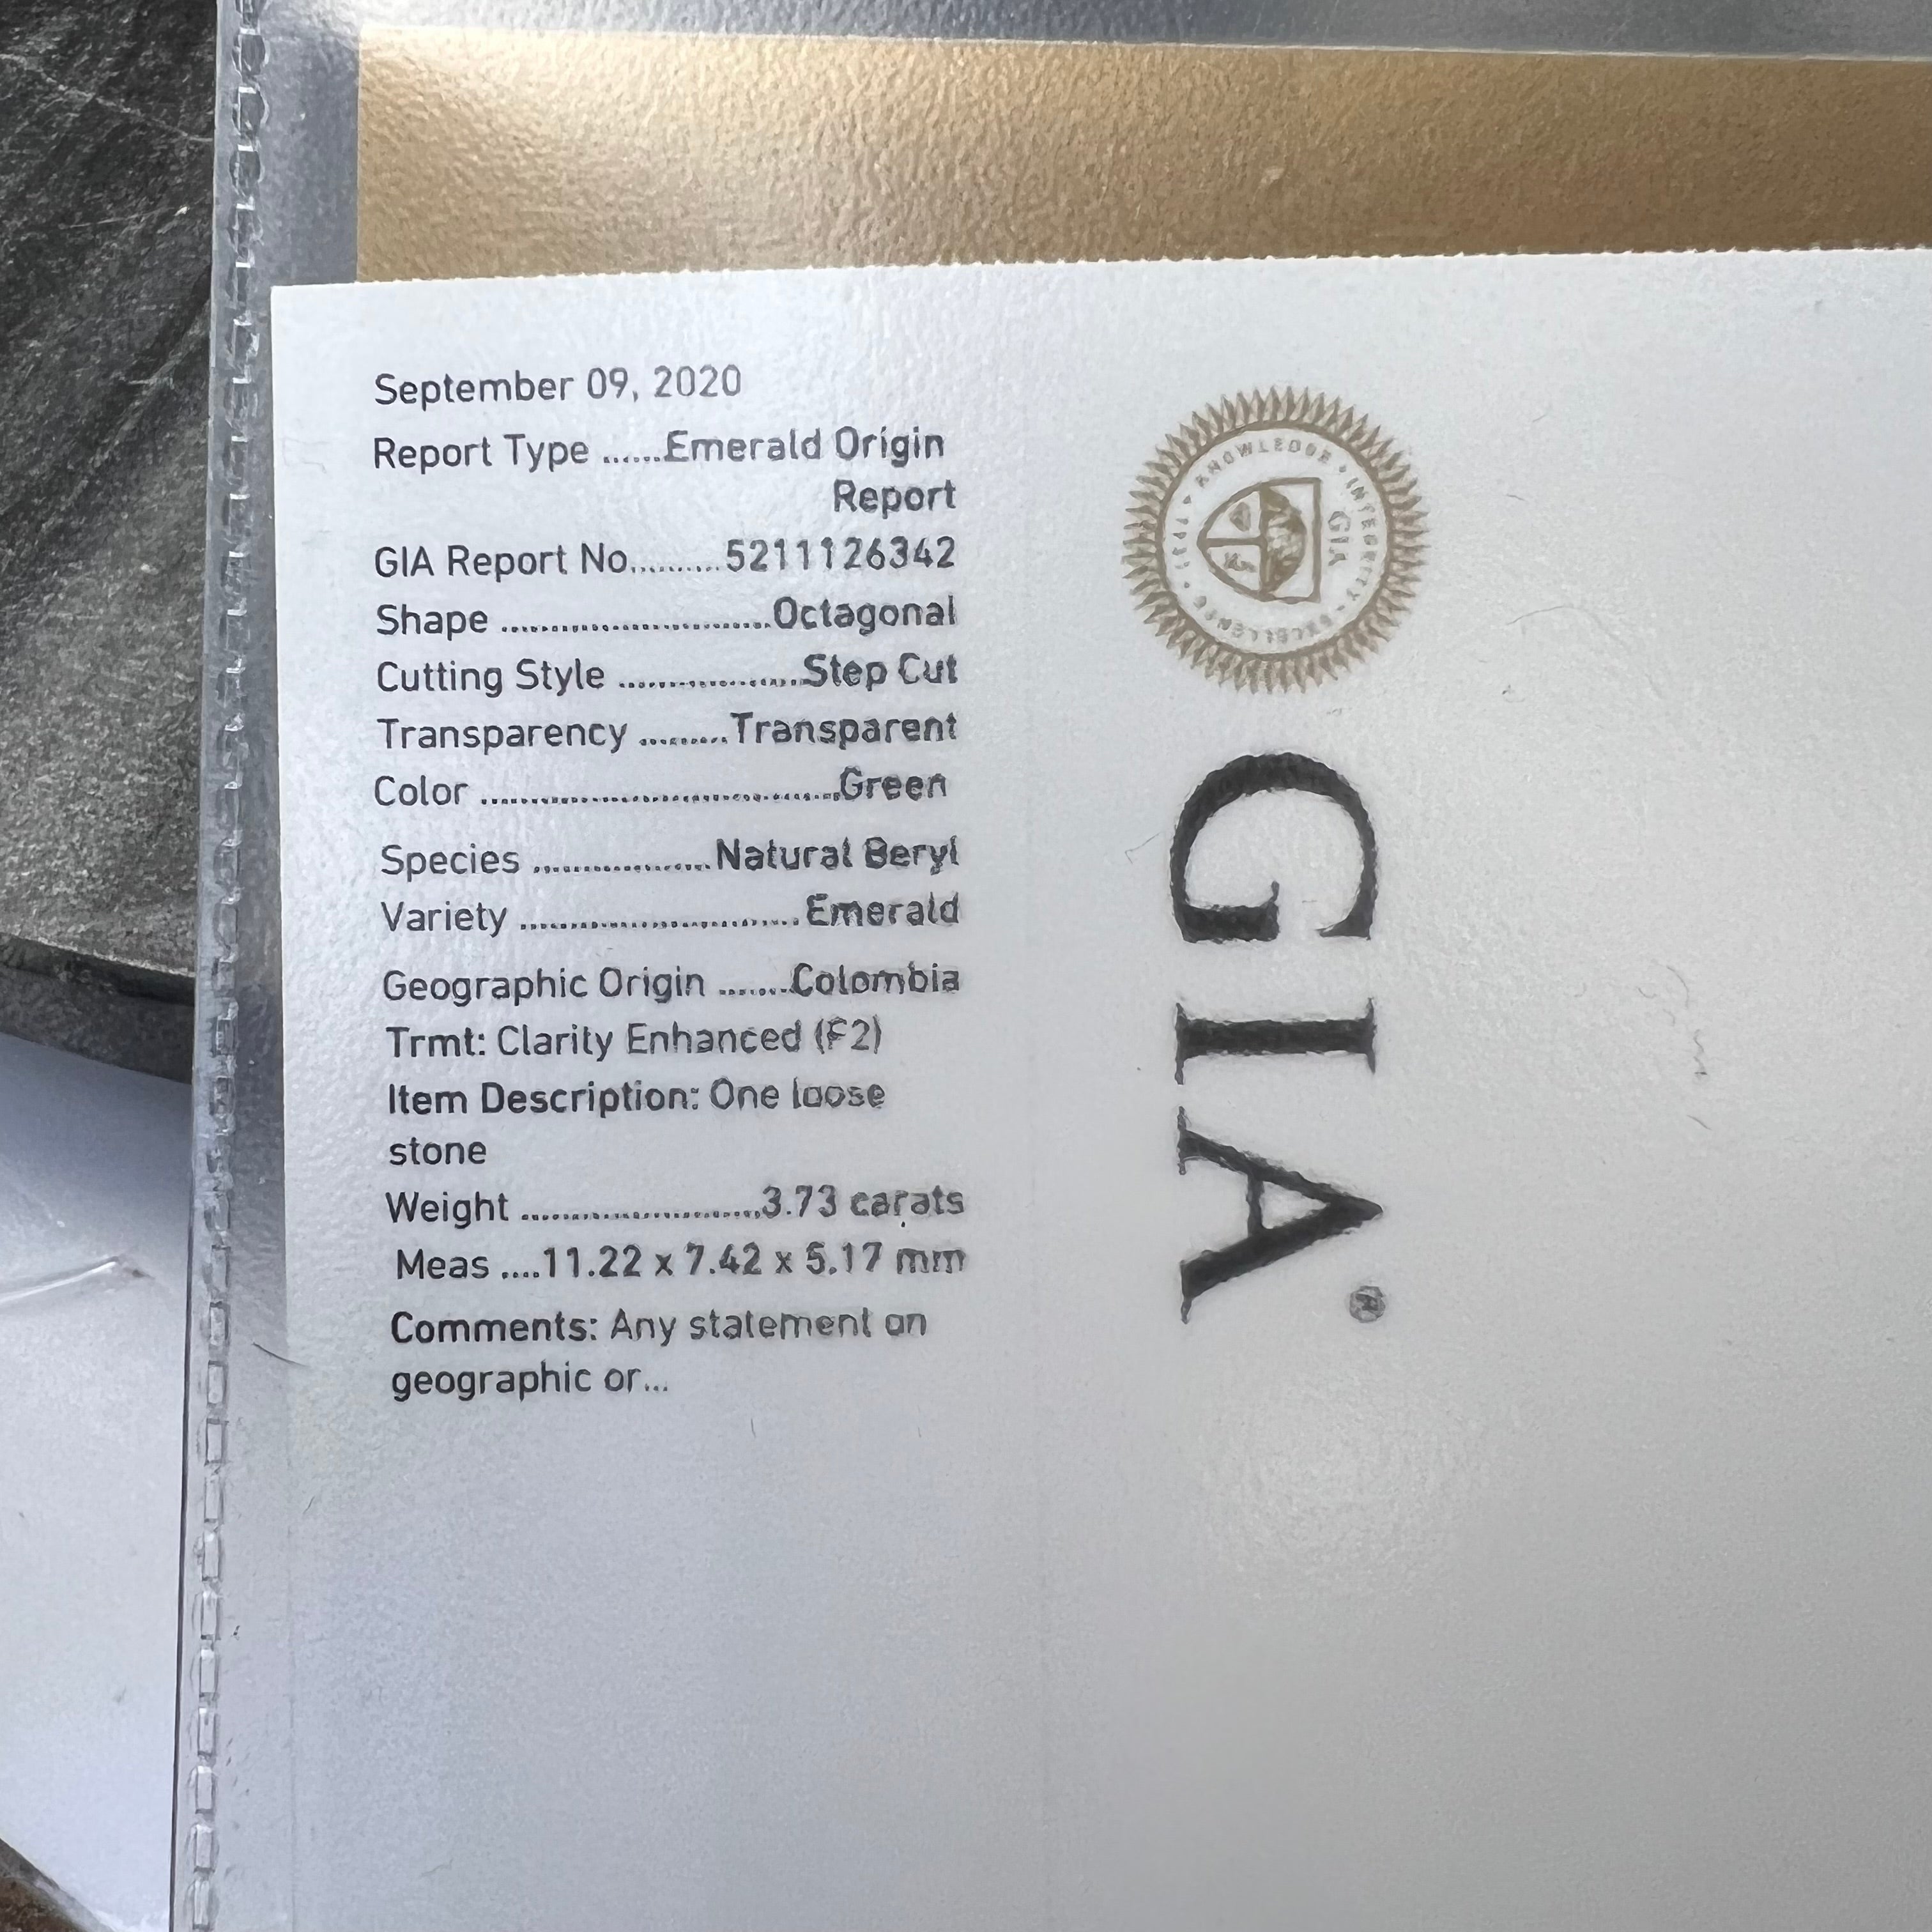 September 09, 2020
Report Type ......Emerald Origin
Report
GIA Report No..........5211126342
Shape ............................Octagonal
Cutting Style ...................Step Cut
Transparency .........Transparent
Color .....................................Green
Species ..................Natural Beryl
Variety .............................Emerald
Geographic Origin ........Colombia
Trmt: Clarity Enhanced (F2)
Item Description: One loose
stone
Weight .........................3.73 carats
Meas ....11.22 x 7.42 x 5.17 mm
Comments: Any statement on
geographic or...
KNOWLEDGE • INTEGRITY •
GIA
GIA®